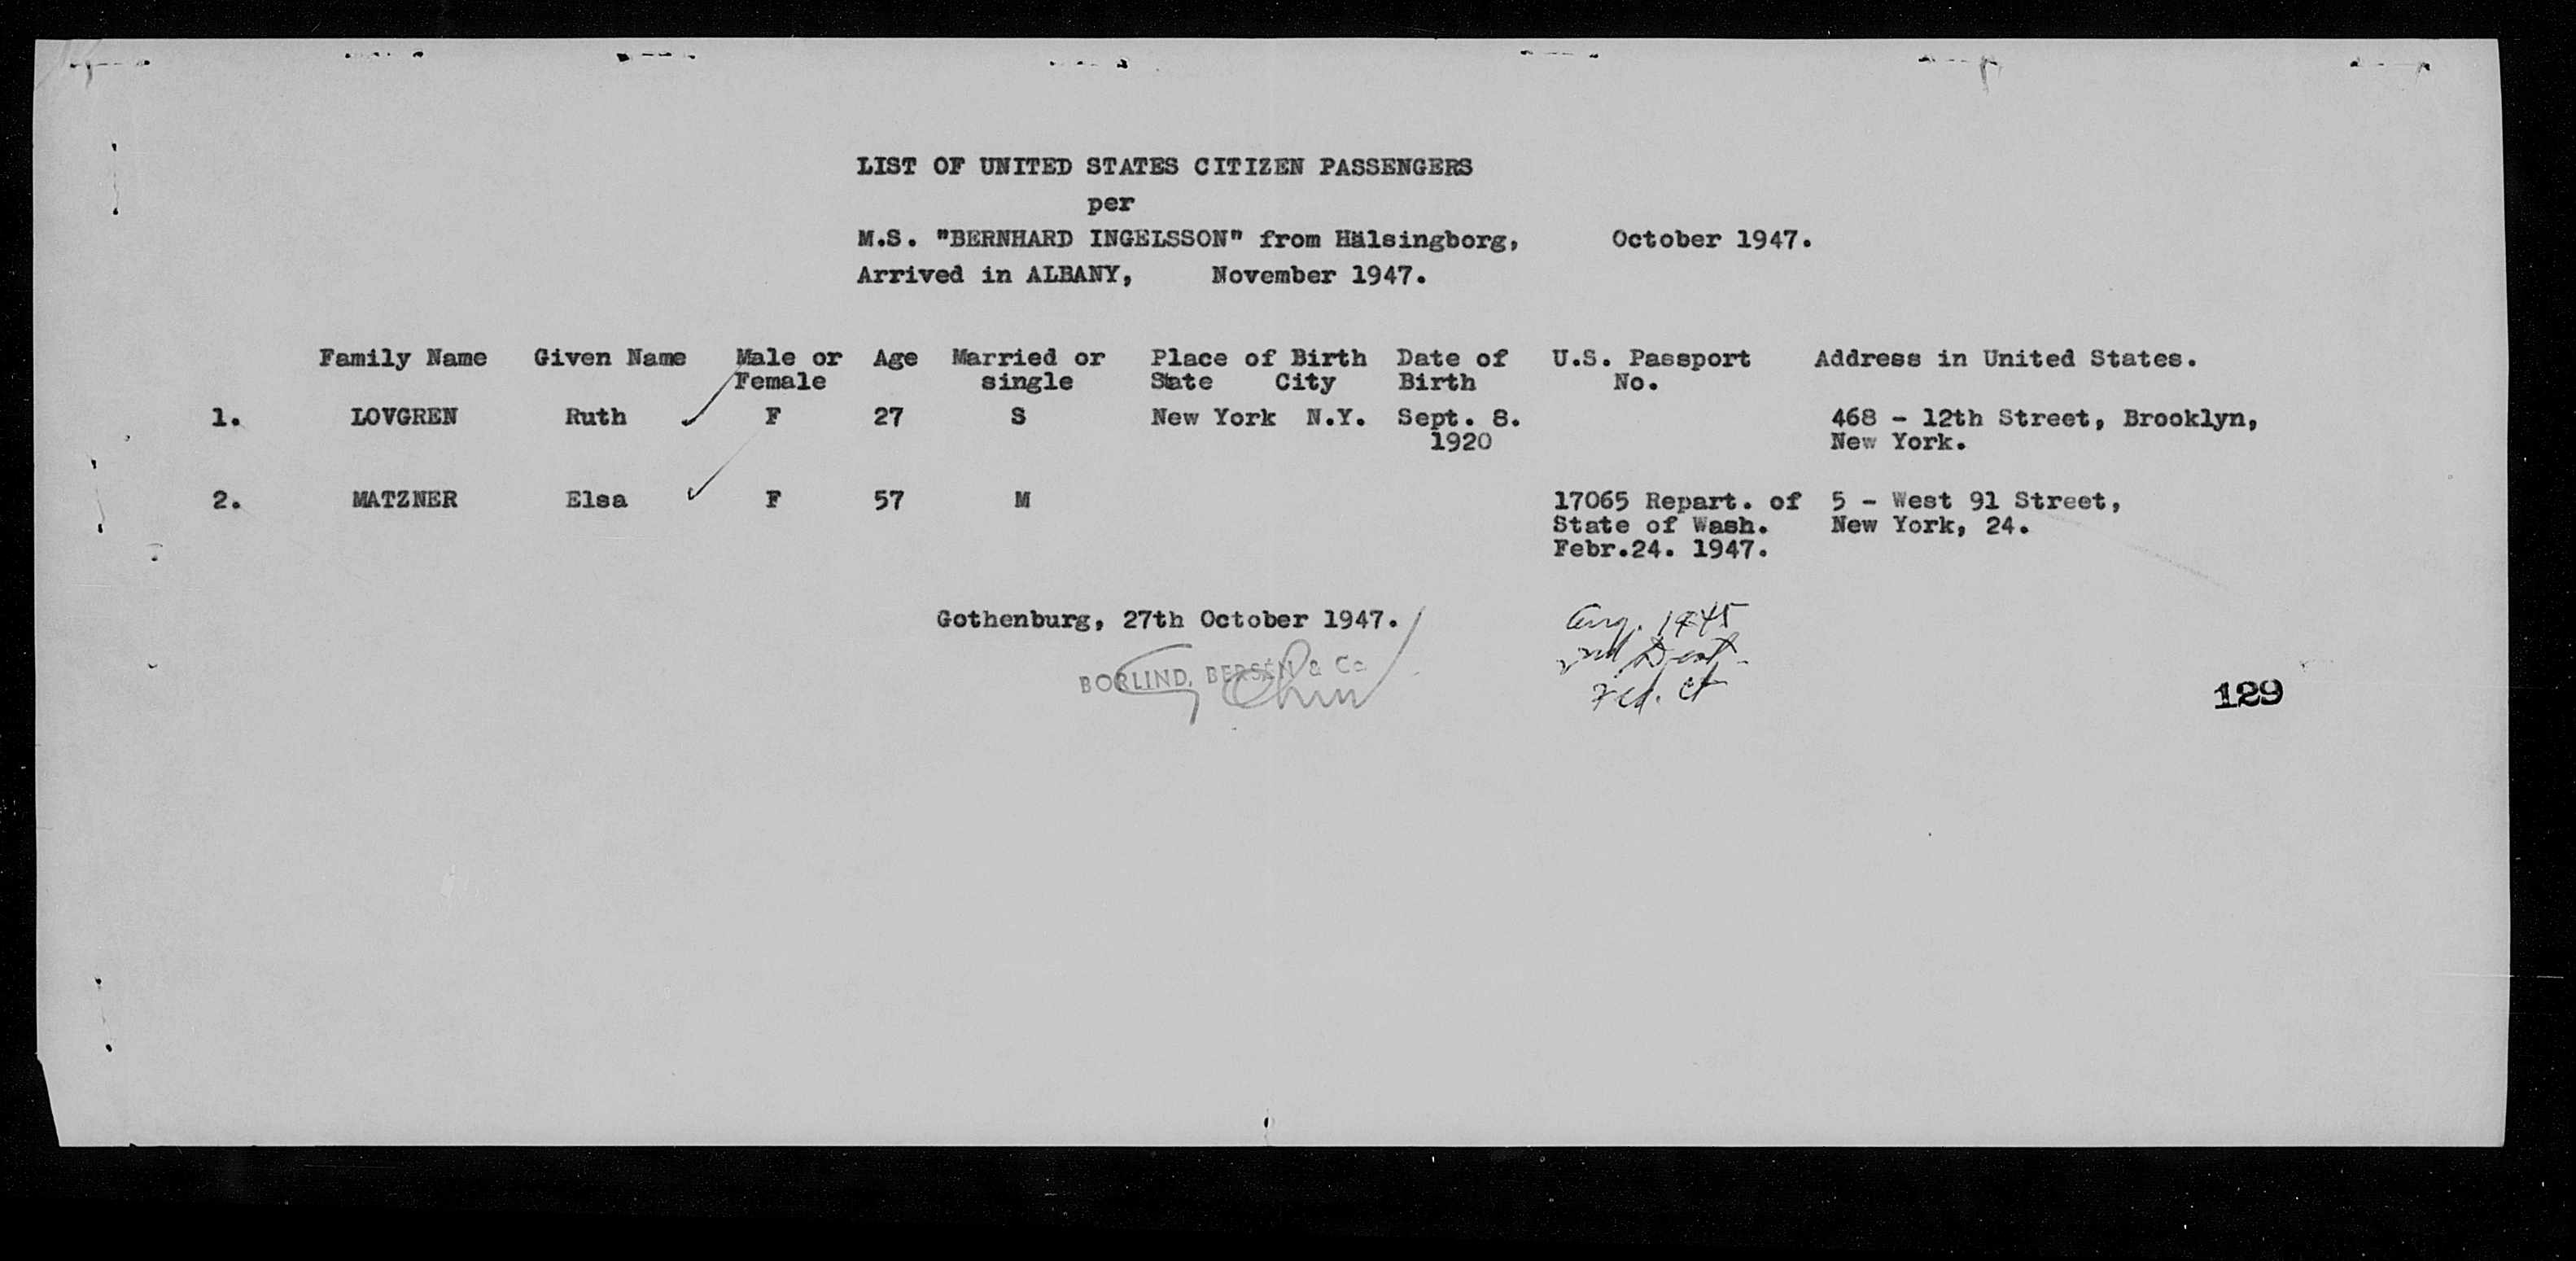 LIST OF UNITED STATES CITIZEN PASSENGERS
per
M.S. "BERNHARD INGELSSON" from Hälsingborg, October 1947.
Arrived in ALBANY, November 1947.
Family Name Given Name Male or Age Married or Place of Birth Date of U.S. Passport Address in United States.
Female single State City Birth No.
1. LOVGREN Ruth F 27 S New York N.Y. Sept. 8. 468 - 12th Street, Brooklyn,
1920 New York.
2. MATZNER Elsa F 57 M 17065 Repart. of 5 - West 91 Street,
State of Wash. New York, 24.
Febr.24. 1947.
Gothenburg, 27th October 1947.
BORLIND, BERSÉN & Co
Aug. 1945
Fed. Ct
129